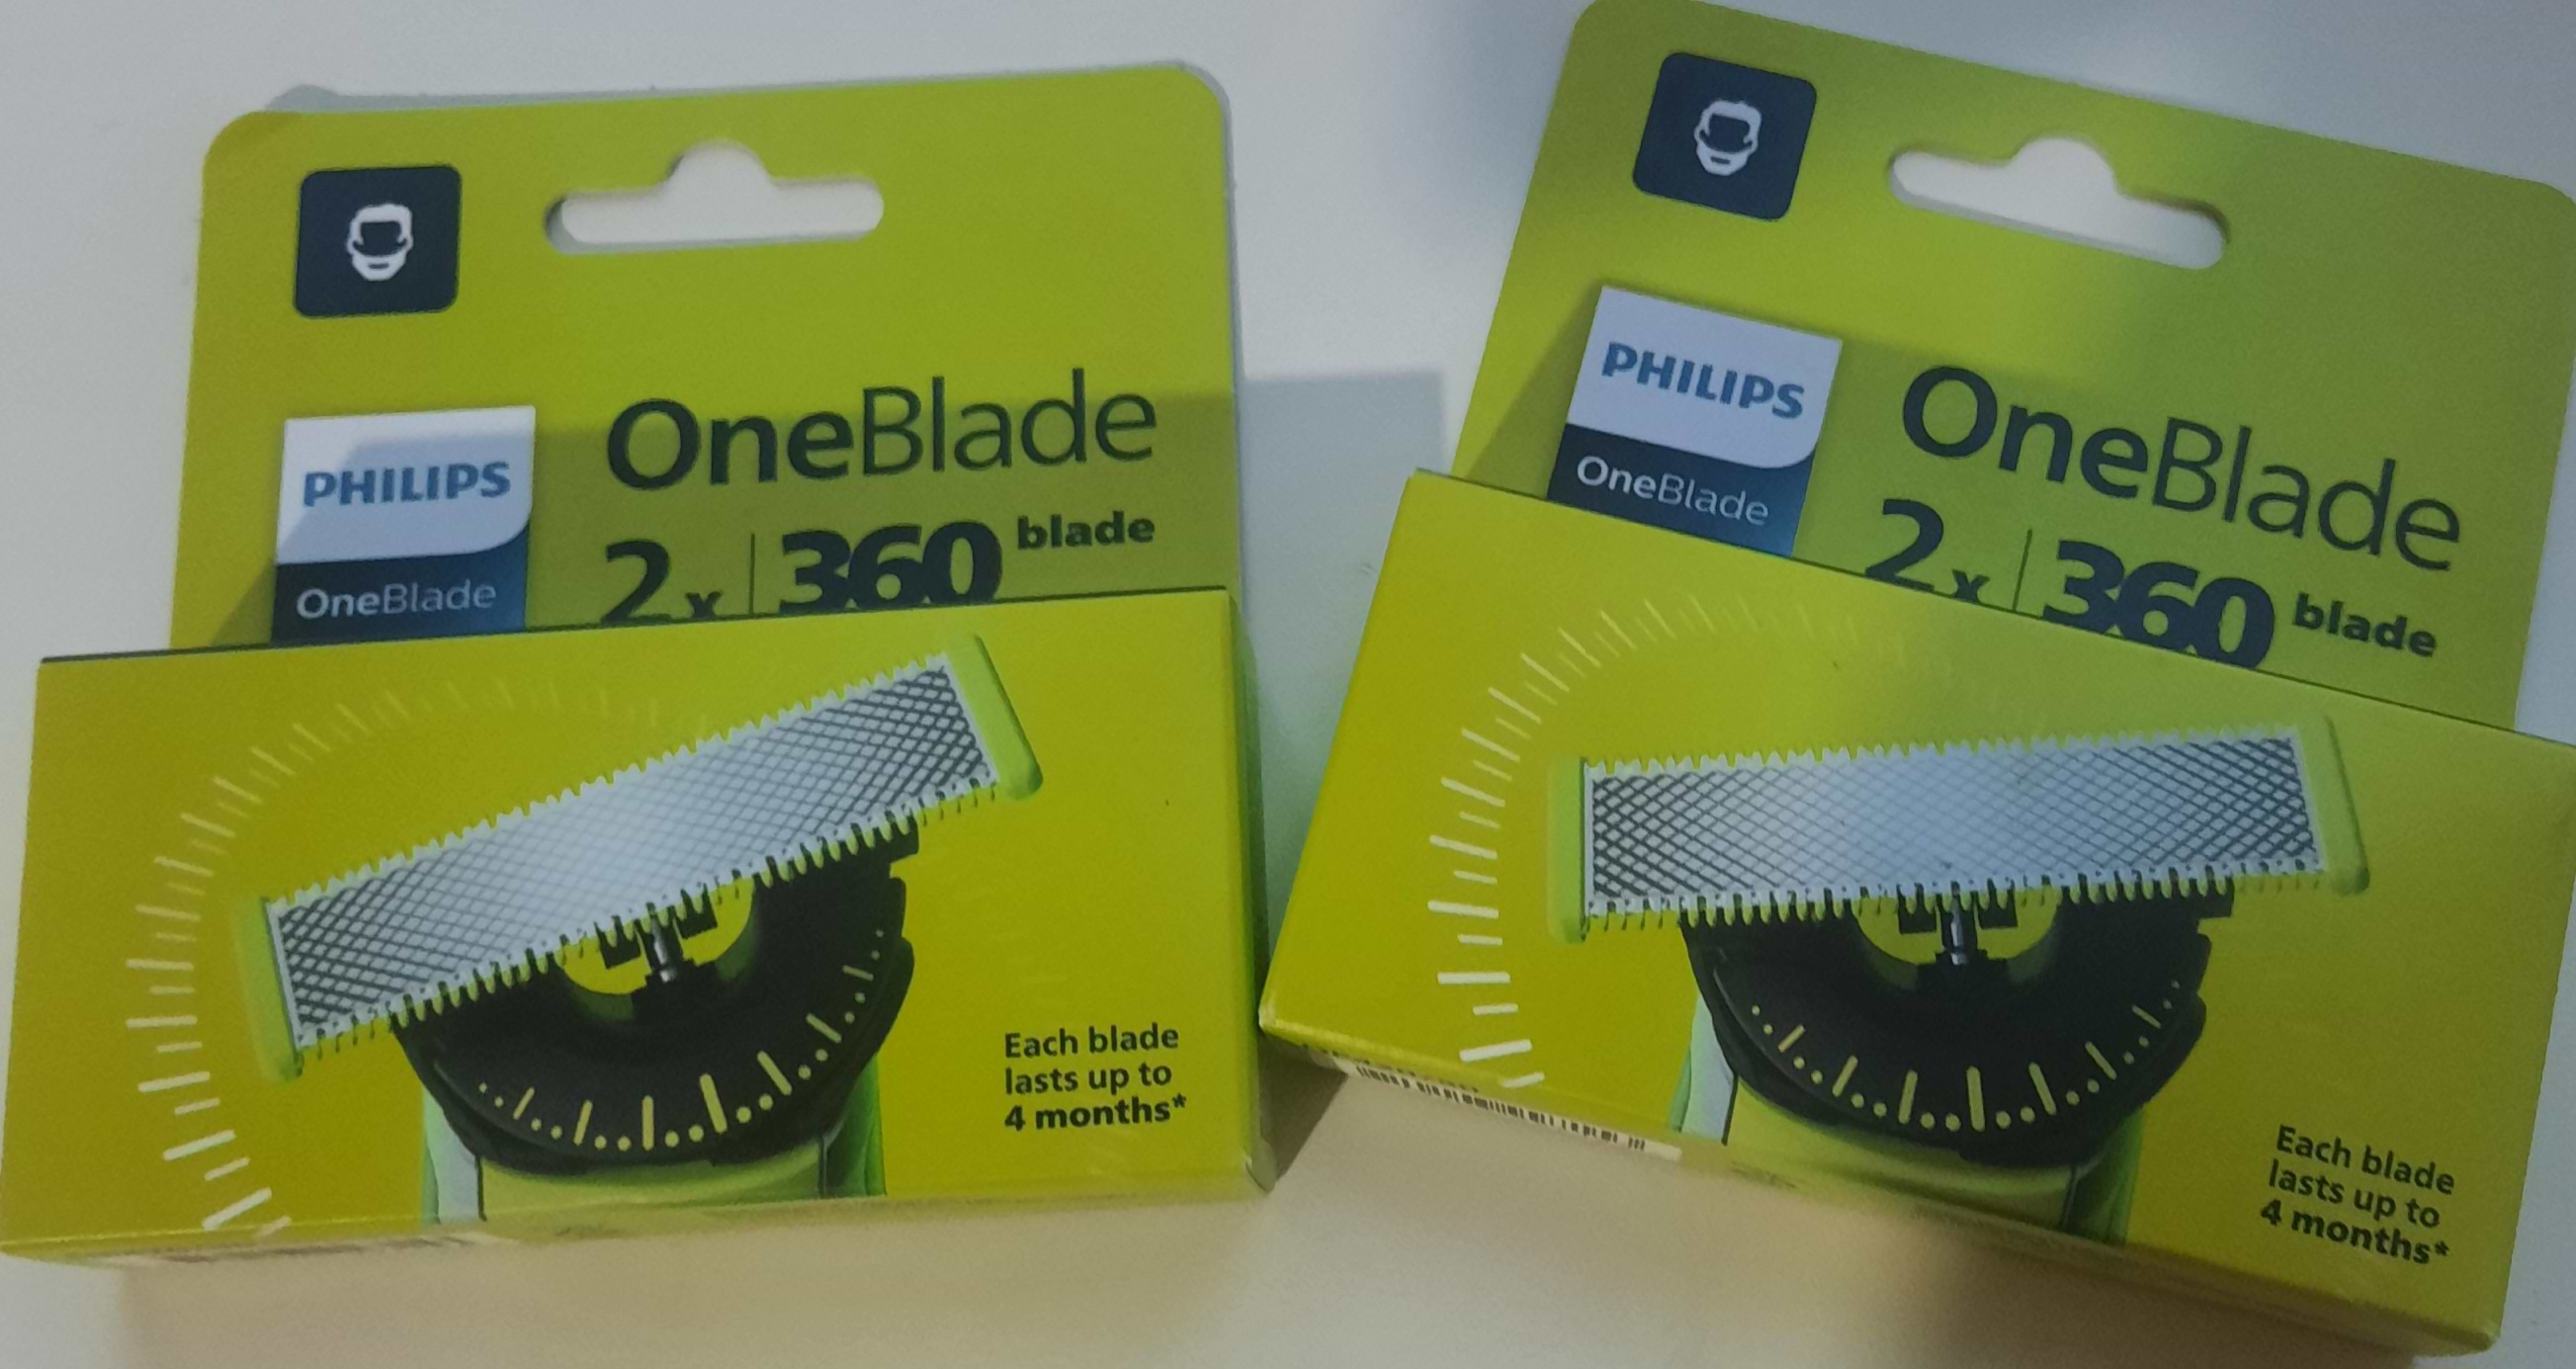 PHILIPS
OneBlade
OneBlade
2x | 360 blade
Each blade
lasts up to
4 months*
PHILIPS
OneBlade
OneBlade
2x | 360 blade
Each blade
lasts up to
4 months*